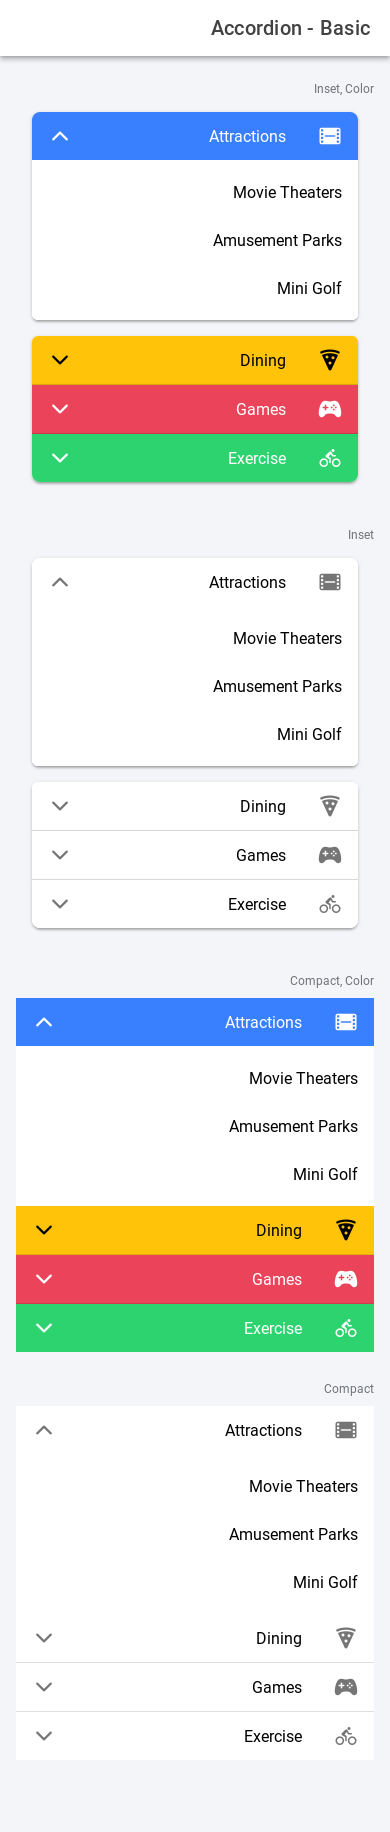 Accordion - Basic
Inset, Color
Attractions
Movie Theaters
Amusement Parks
Mini Golf
Dining
Games
Exercise
Inset
Attractions
Movie Theaters
Amusement Parks
Mini Golf
Dining
Games
Exercise
Compact, Color
Attractions
Movie Theaters
Amusement Parks
Mini Golf
Dining
Games
Exercise
Compact
Attractions
Movie Theaters
Amusement Parks
Mini Golf
Dining
Games
Exercise